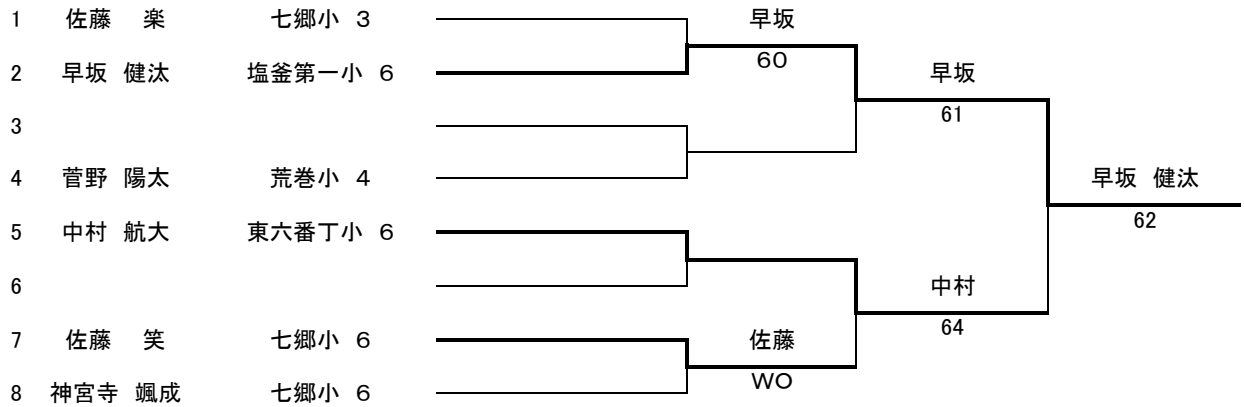 1 佐藤 楽 七郷小 3
早坂
60
2 早坂 健汰 塩釜第一小 6
早坂
61
3
4 菅野 陽太 荒巻小 4
早坂 健汰
62
5 中村 航大 東六番丁小 6
6
中村
64
7 佐藤 笑 七郷小 6
佐藤
WO
8 神宮寺 颯成 七郷小 6